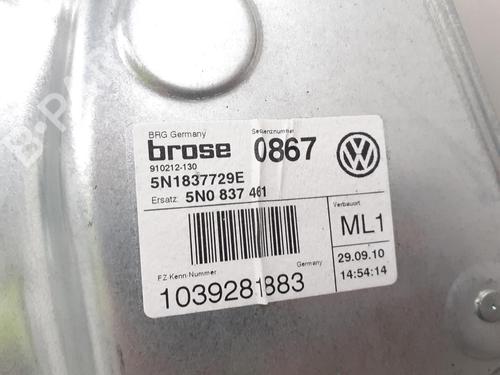 BRG Germany
brose
910212-130
Seqenznummer
0867
5N1837729E
Ersatz: 5N0 837 461
Verbauort
ML1
29.09.10
14:54:14
FZ-Kenn-Nummer
Germany
1039281883